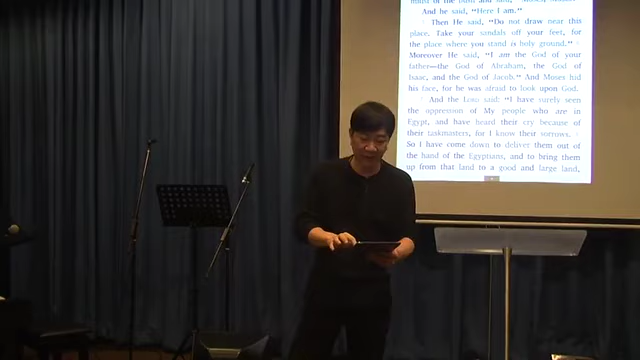 And he said, "Here I am."
Then He said, "Do not draw near this
place. Take your sandals off your feet, for
the place where you stand is holy ground."
Moreover He said, "I am the God of your
father—the God of Abraham, the God of
Isaac, and the God of Jacob." And Moses hid
his face, for he was afraid to look upon God.
And the LORD said: "I have surely seen
the oppression of My people who are in
Egypt, and have heard their cry because of
their taskmasters, for I know their sorrows.
So I have come down to deliver them out of
the hand of the Egyptians, and to bring them
up from that land to a good and large land,